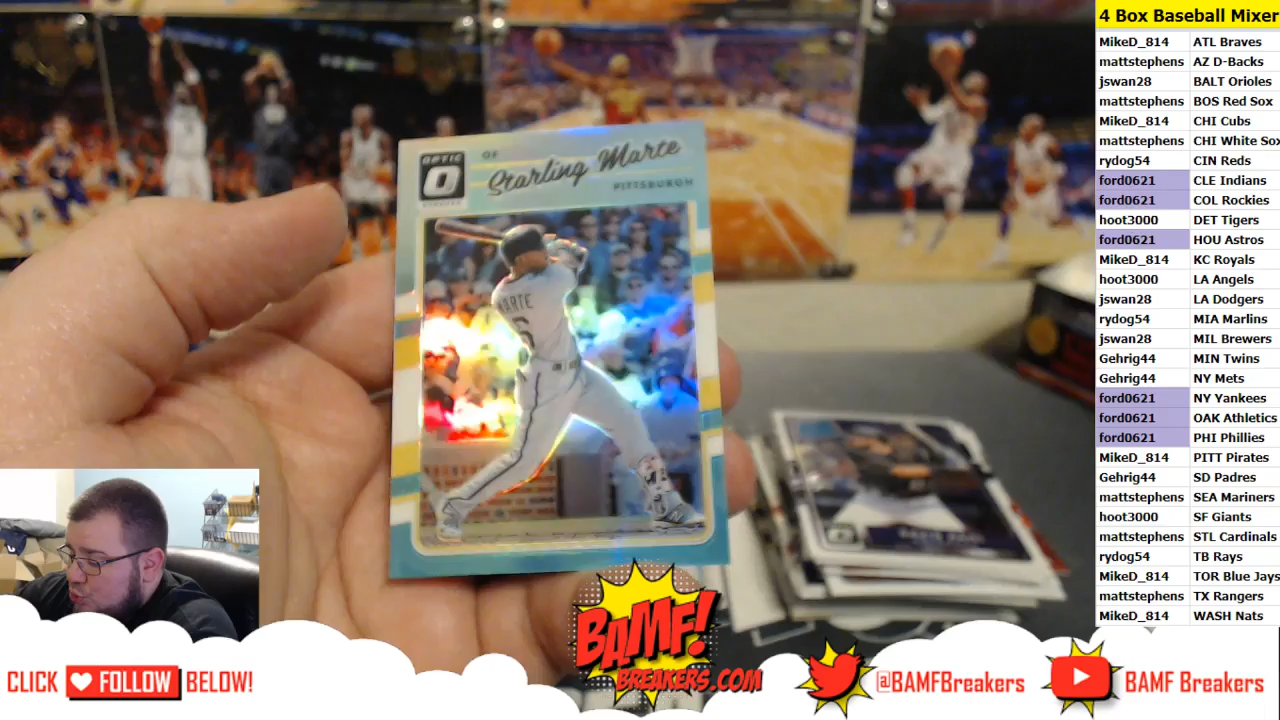 4 Box Baseball Mixer
MikeD_814 ATL Braves
mattstephens AZ D-Backs
jswan28 BALT Orioles
mattstephens BOS Red Sox
MikeD_814 CHI Cubs
mattstephens CHI White Sox
rydog54 CIN Reds
ford0621 CLE Indians
ford0621 COL Rockies
hoot3000 DET Tigers
ford0621 HOU Astros
MikeD_814 KC Royals
hoot3000 LA Angels
jswan28 LA Dodgers
rydog54 MIA Marlins
jswan28 MIL Brewers
Gehrig44 MIN Twins
Gehrig44 NY Mets
ford0621 NY Yankees
ford0621 OAK Athletics
ford0621 PHI Phillies
MikeD_814 PITT Pirates
Gehrig44 SD Padres
mattstephens SEA Mariners
hoot3000 SF Giants
mattstephens STL Cardinals
rydog54 TB Rays
MikeD_814 TOR Blue Jays
mattstephens TX Rangers
MikeD_814 WASH Nats
OPTIC
OF
Starling Marte
PITTSBURGH
MARTE
6
CLICK FOLLOW BELOW!
BAMF!
BREAKERS.COM
@BAMFBreakers
BAMF Breakers